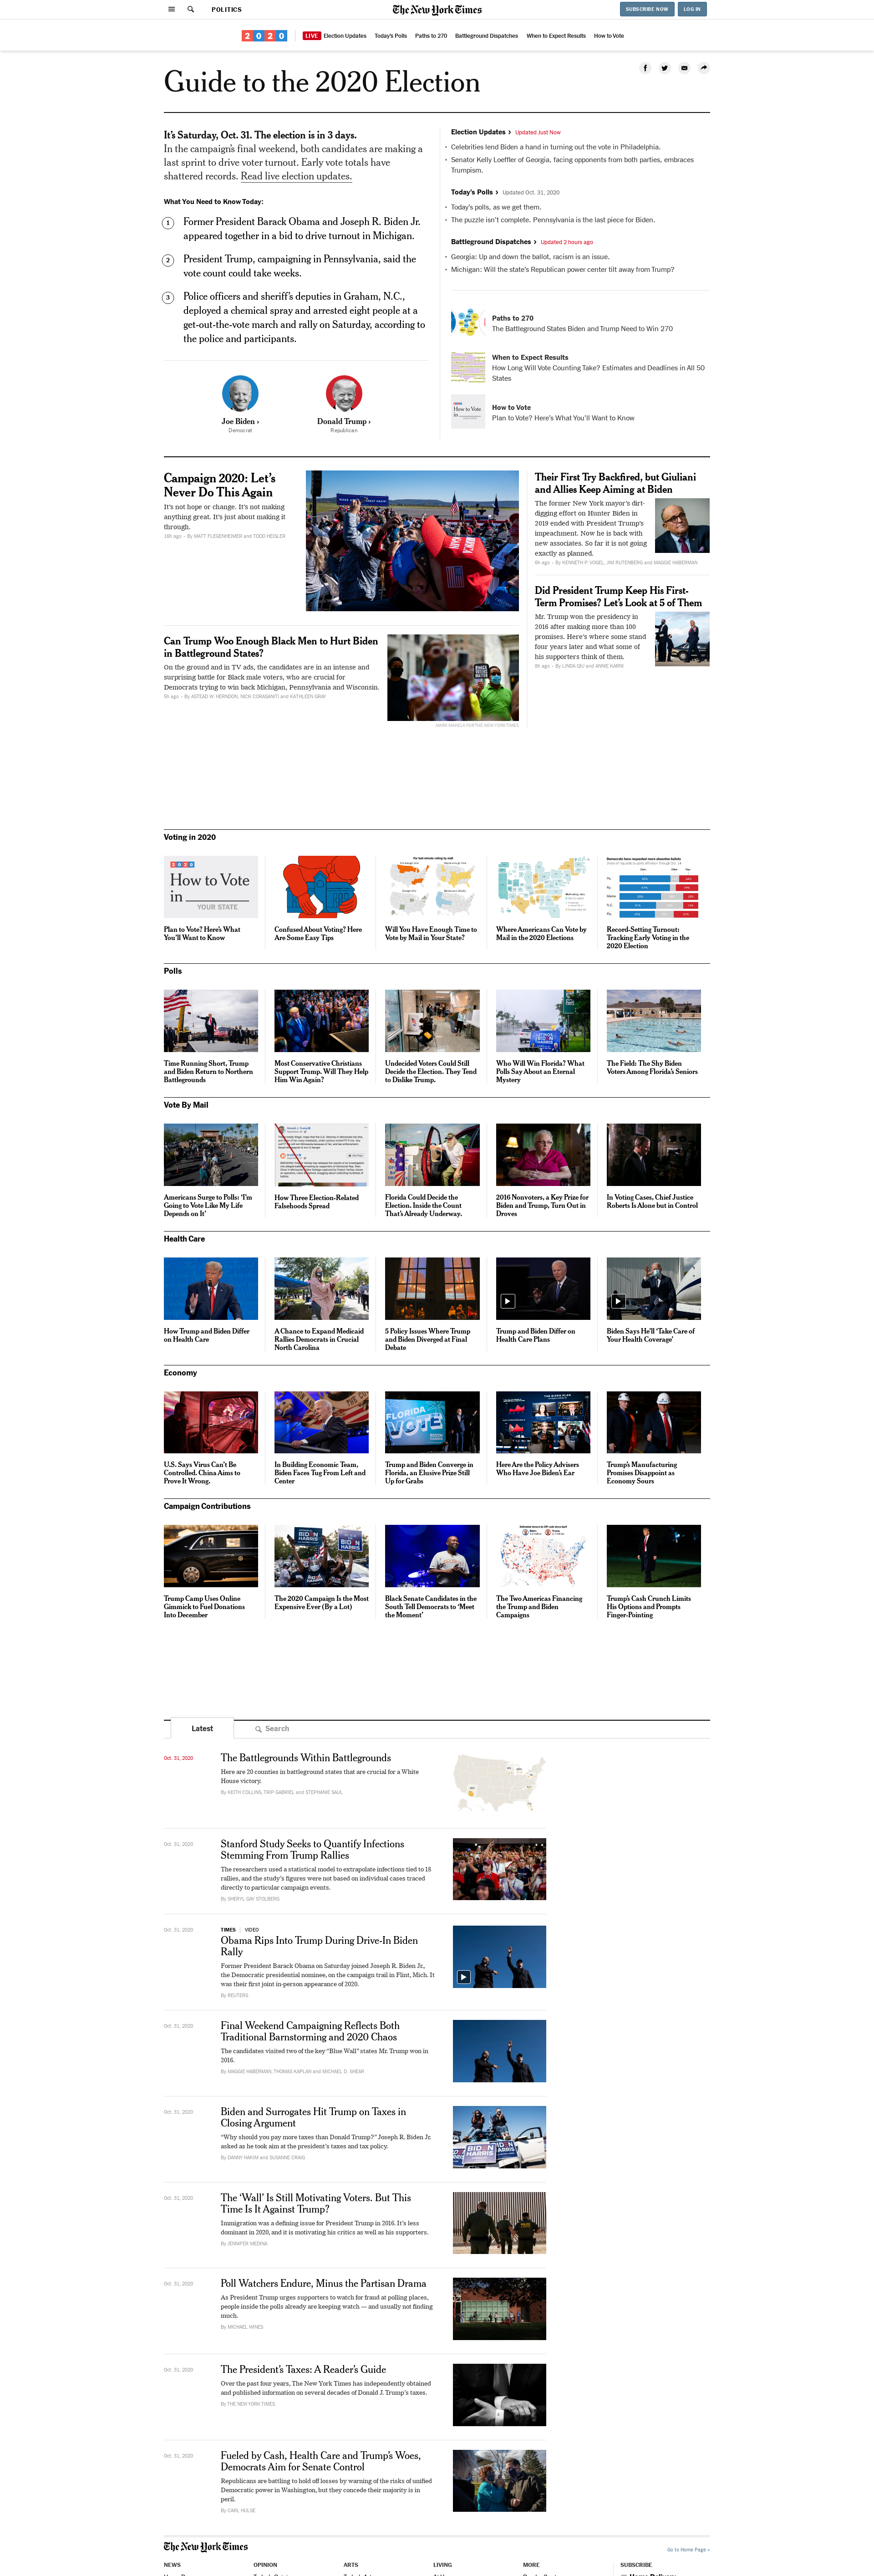 POLITICS
The New York Times
SUBSCRIBE NOW
LOG IN
2020
LIVE Election Updates
Today's Polls
Paths to 270
Battleground Dispatches
When to Expect Results
How to Vote
Guide to the 2020 Election
It's Saturday, Oct. 31. The election is in 3 days.
In the campaign's final weekend, both candidates are making a
last sprint to drive voter turnout. Early vote totals have
shattered records. Read live election updates.
What You Need to Know Today:
1 Former President Barack Obama and Joseph R. Biden Jr.
appeared together in a bid to drive turnout in Michigan.
2 President Trump, campaigning in Pennsylvania, said the
vote count could take weeks.
3 Police officers and sheriff's deputies in Graham, N.C.,
deployed a chemical spray and arrested eight people at a
get-out-the-vote march and rally on Saturday, according to
the police and participants.
Joe Biden ›
Democrat
Donald Trump ›
Republican
Election Updates › Updated Just Now
• Celebrities lend Biden a hand in turning out the vote in Philadelphia.
• Senator Kelly Loeffler of Georgia, facing opponents from both parties, embraces
Trumpism.
Today's Polls › Updated Oct. 31, 2020
• Today's polls, as we get them.
• The puzzle isn't complete. Pennsylvania is the last piece for Biden.
Battleground Dispatches › Updated 2 hours ago
• Georgia: Up and down the ballot, racism is an issue.
• Michigan: Will the state's Republican power center tilt away from Trump?
Paths to 270
The Battleground States Biden and Trump Need to Win 270
When to Expect Results
How Long Will Vote Counting Take? Estimates and Deadlines in All 50
States
How to Vote
in
How to Vote
Plan to Vote? Here's What You'll Want to Know
Campaign 2020: Let's
Never Do This Again
It's not hope or change. It's not making
anything great. It's just about making it
through.
16h ago • By MATT FLEGENHEIMER and TODD HEISLER
Can Trump Woo Enough Black Men to Hurt Biden
in Battleground States?
On the ground and in TV ads, the candidates are in an intense and
surprising battle for Black male voters, who are crucial for
Democrats trying to win back Michigan, Pennsylvania and Wisconsin.
5h ago • By ASTEAD W. HERNDON, NICK CORASANITI and KATHLEEN GRAY
Their First Try Backfired, but Giuliani
and Allies Keep Aiming at Biden
The former New York mayor's dirt-
digging effort on Hunter Biden in
2019 ended with President Trump's
impeachment. Now he is back with
new associates. So far it is not going
exactly as planned.
6h ago • By KENNETH P. VOGEL, JIM RUTENBERG and MAGGIE HABERMAN
Did President Trump Keep His First-
Term Promises? Let's Look at 5 of Them
Mr. Trump won the presidency in
2016 after making more than 100
promises. Here's where some stand
four years later and what some of
his supporters think of them.
8h ago • By LINDA QIU and ANNIE KARNI
Voting in 2020
2020
How to Vote
in
YOUR STATE
Plan to Vote? Here's What
You'll Want to Know
Confused About Voting? Here
Are Some Easy Tips
Will You Have Enough Time to
Vote by Mail in Your State?
Where Americans Can Vote by
Mail in the 2020 Elections
Record-Setting Turnout:
Tracking Early Voting in the
2020 Election
Polls
Time Running Short, Trump
and Biden Return to Northern
Battlegrounds
Most Conservative Christians
Support Trump. Will They Help
Him Win Again?
Undecided Voters Could Still
Decide the Election. They Tend
to Dislike Trump.
Who Will Win Florida? What
Polls Say About an Eternal
Mystery
The Field: The Shy Biden
Voters Among Florida's Seniors
Vote By Mail
Americans Surge to Polls: 'I'm
Going to Vote Like My Life
Depends on It'
How Three Election-Related
Falsehoods Spread
Florida Could Decide the
Election. Inside the Count
That's Already Underway.
2016 Nonvoters, a Key Prize for
Biden and Trump, Turn Out in
Droves
In Voting Cases, Chief Justice
Roberts Is Alone but in Control
Health Care
How Trump and Biden Differ
on Health Care
A Chance to Expand Medicaid
Rallies Democrats in Crucial
North Carolina
5 Policy Issues Where Trump
and Biden Diverged at Final
Debate
Trump and Biden Differ on
Health Care Plans
Biden Says He'll 'Take Care of
Your Health Coverage'
Economy
FLORIDA
VOTE
U.S. Says Virus Can't Be
Controlled. China Aims to
Prove It Wrong.
In Building Economic Team,
Biden Faces Tug From Left and
Center
Trump and Biden Converge in
Florida, an Elusive Prize Still
Up for Grabs
Here Are the Policy Advisers
Who Have Joe Biden's Ear
Trump's Manufacturing
Promises Disappoint as
Economy Sours
Campaign Contributions
BIDEN
HARRIS
Trump Camp Uses Online
Gimmick to Fuel Donations
Into December
The 2020 Campaign Is the Most
Expensive Ever (By a Lot)
Black Senate Candidates in the
South Tell Democrats to 'Meet
the Moment'
The Two Americas Financing
the Trump and Biden
Campaigns
Trump's Cash Crunch Limits
His Options and Prompts
Finger-Pointing
Latest
Search
Oct. 31, 2020
The Battlegrounds Within Battlegrounds
Here are 20 counties in battleground states that are crucial for a White
House victory.
By KEITH COLLINS, TRIP GABRIEL and STEPHANIE SAUL
Oct. 31, 2020
Stanford Study Seeks to Quantify Infections
Stemming From Trump Rallies
The researchers used a statistical model to extrapolate infections tied to 18
rallies, and the study's figures were not based on individual cases traced
directly to particular campaign events.
By SHERYL GAY STOLBERG
Oct. 31, 2020
TIMES | VIDEO
Obama Rips Into Trump During Drive-In Biden
Rally
Former President Barack Obama on Saturday joined Joseph R. Biden Jr.,
the Democratic presidential nominee, on the campaign trail in Flint, Mich. It
was their first joint in-person appearance of 2020.
By REUTERS
Oct. 31, 2020
Final Weekend Campaigning Reflects Both
Traditional Barnstorming and 2020 Chaos
The candidates visited two of the key "Blue Wall" states Mr. Trump won in
2016.
By MAGGIE HABERMAN, THOMAS KAPLAN and MICHAEL D. SHEAR
Oct. 31, 2020
Biden and Surrogates Hit Trump on Taxes in
Closing Argument
"Why should you pay more taxes than Donald Trump?" Joseph R. Biden Jr.
asked as he took aim at the president's taxes and tax policy.
By DANNY HAKIM and SUSANNE CRAIG
Oct. 31, 2020
The 'Wall' Is Still Motivating Voters. But This
Time Is It Against Trump?
Immigration was a defining issue for President Trump in 2016. It's less
dominant in 2020, and it is motivating his critics as well as his supporters.
By JENNIFER MEDINA
Oct. 31, 2020
Poll Watchers Endure, Minus the Partisan Drama
As President Trump urges supporters to watch for fraud at polling places,
people inside the polls already are keeping watch — and usually not finding
much.
By MICHAEL WINES
Oct. 31, 2020
The President's Taxes: A Reader's Guide
Over the past four years, The New York Times has independently obtained
and published information on several decades of Donald J. Trump's taxes.
By THE NEW YORK TIMES
Oct. 31, 2020
Fueled by Cash, Health Care and Trump's Woes,
Democrats Aim for Senate Control
Republicans are battling to hold off losses by warning of the risks of unified
Democratic power in Washington, but they concede their majority is in
peril.
By CARL HULSE
The New York Times
Go to Home Page »
NEWS
OPINION
ARTS
LIVING
MORE
SUBSCRIBE